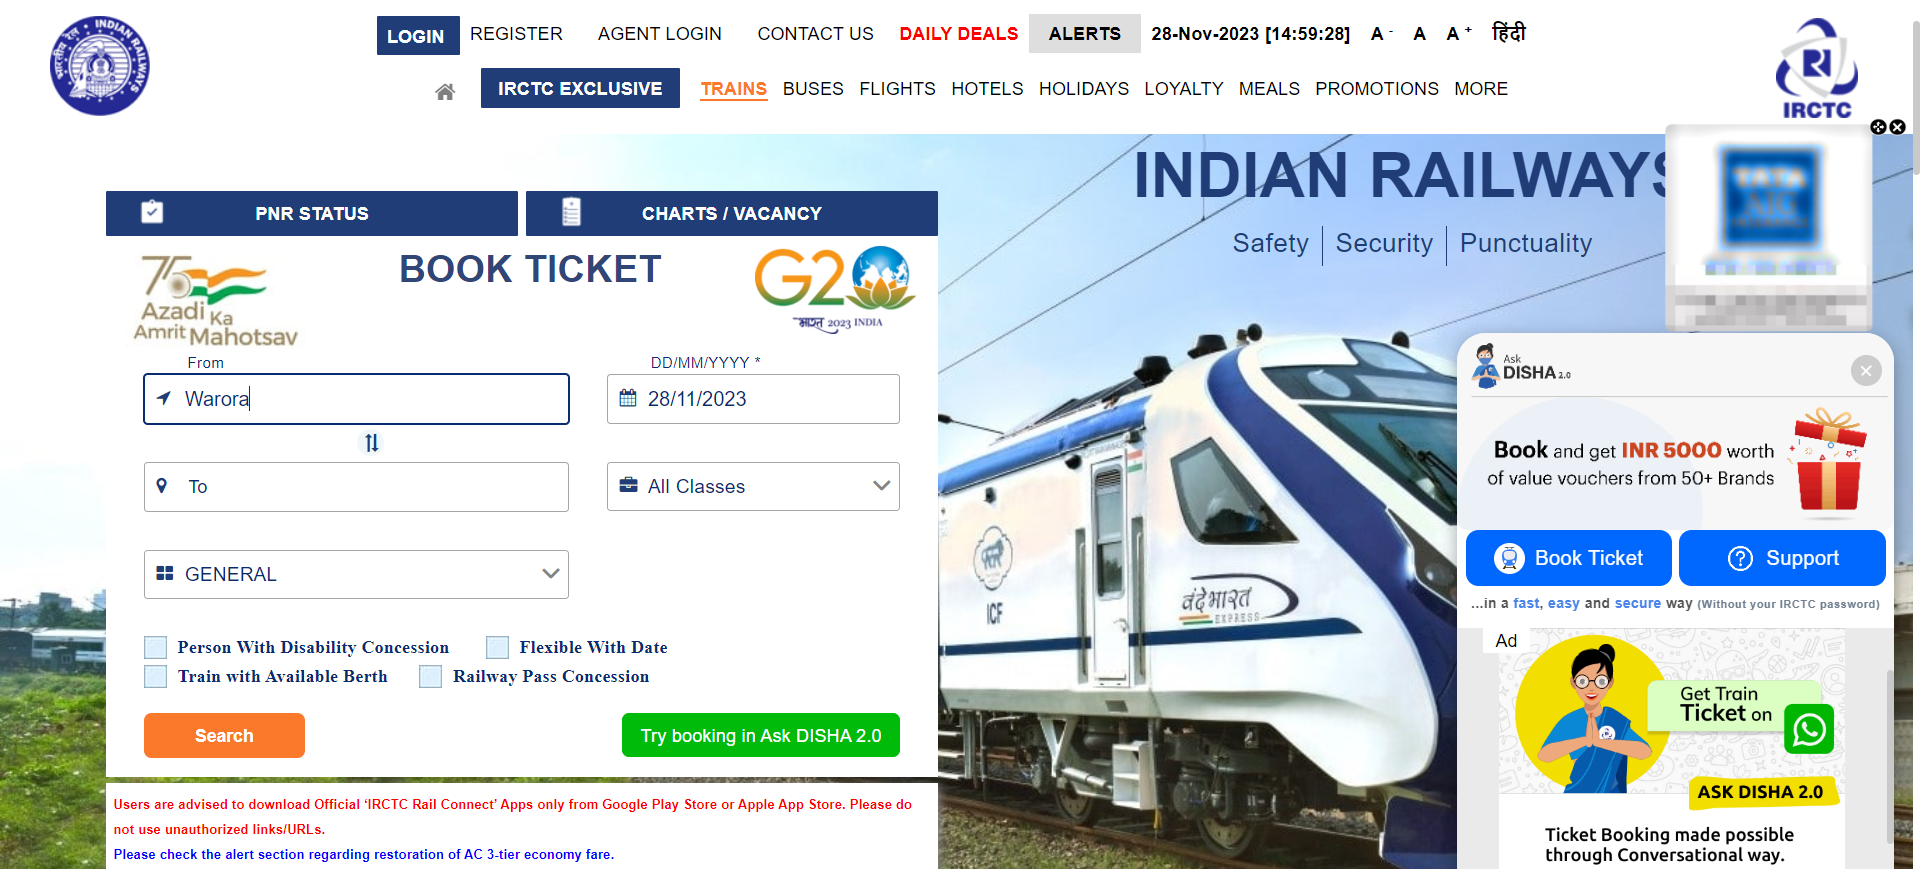 LOGIN REGISTER AGENT LOGIN CONTACT US DAILY DEALS ALERTS 28-Nov-2023 [14:59:28] A - A A + हिंदी
IRCTC EXCLUSIVE TRAINS BUSES FLIGHTS HOTELS HOLIDAYS LOYALTY MEALS PROMOTIONS MORE
भारतीय रेल INDIAN RAILWAYS
IRCTC
INDIAN RAILWAYS
Safety | Security | Punctuality
PNR STATUS
CHARTS / VACANCY
BOOK TICKET
75
Azadi Ka
Amrit Mahotsav
G20
भारत 2023 INDIA
From
Warora
DD/MM/YYYY *
28/11/2023
To
All Classes
GENERAL
Person With Disability Concession
Flexible With Date
Train with Available Berth
Railway Pass Concession
Search
Try booking in Ask DISHA 2.0
Users are advised to download Official ‘IRCTC Rail Connect’ Apps only from Google Play Store or Apple App Store. Please do
not use unauthorized links/URLs.
Please check the alert section regarding restoration of AC 3-tier economy fare.
ICF
वंदे भारत
EXPRESS
Ask
DISHA 2.0
Book and get INR 5000 worth
of value vouchers from 50+ Brands
Book Ticket
Support
...in a fast, easy and secure way (Without your IRCTC password)
Ad
Get Train
Ticket on
ASK DISHA 2.0
Ticket Booking made possible
through Conversational way.